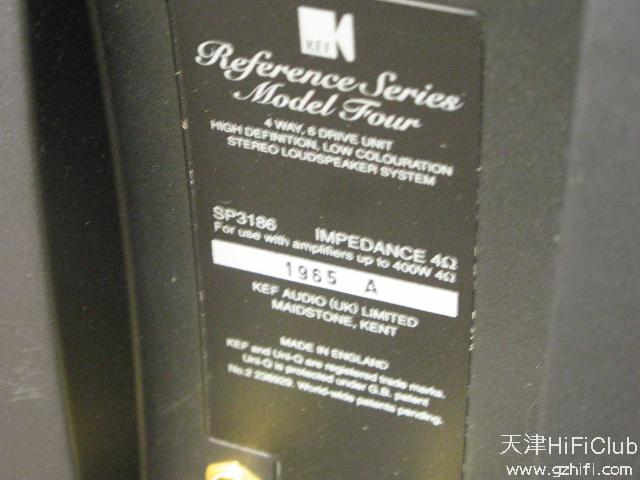 KEF
Reference Series
Model Four
4 WAY, 6 DRIVE UNIT
HIGH DEFINITION, LOW COLOURATION
STEREO LOUDSPEAKER SYSTEM
SP3186 IMPEDANCE 4Ω
For use with amplifiers up to 400W 4Ω
1965 A
KEF AUDIO (UK) LIMITED
MAIDSTONE, KENT
MADE IN ENGLAND
KEF and Uni-Q are registered trade marks.
Uni-Q is protected under G.B. patent
No.2 236929. World-wide patents pending.
天津HiFiClub
www.gzhifi.com